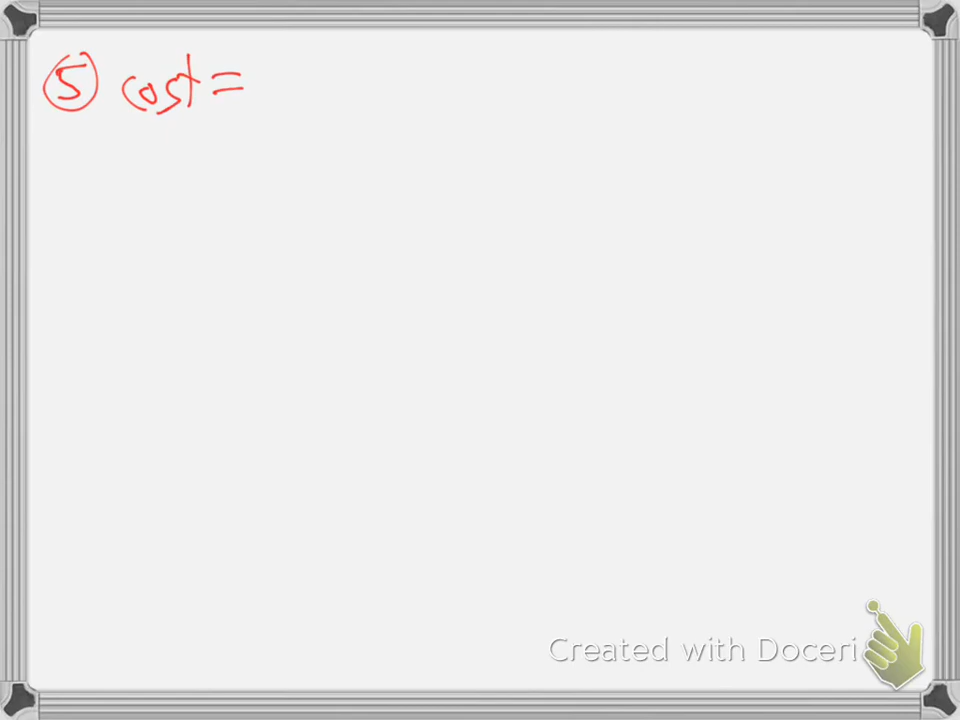 ⑤ cost =
Created with Doceri